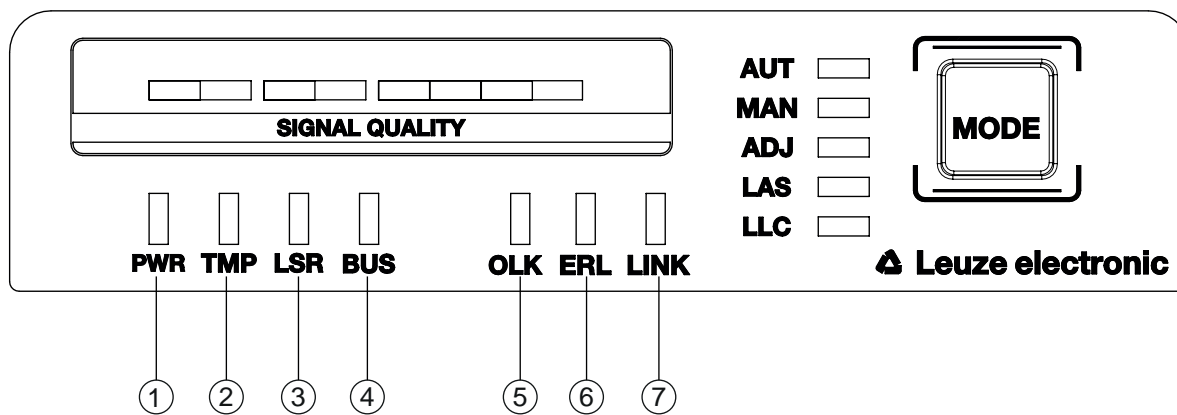 SIGNAL QUALITY
AUT
MAN
ADJ
LAS
LLC
MODE
PWR TMP LSR BUS OLK ERL LINK
Leuze electronic
1 2 3 4 5 6 7